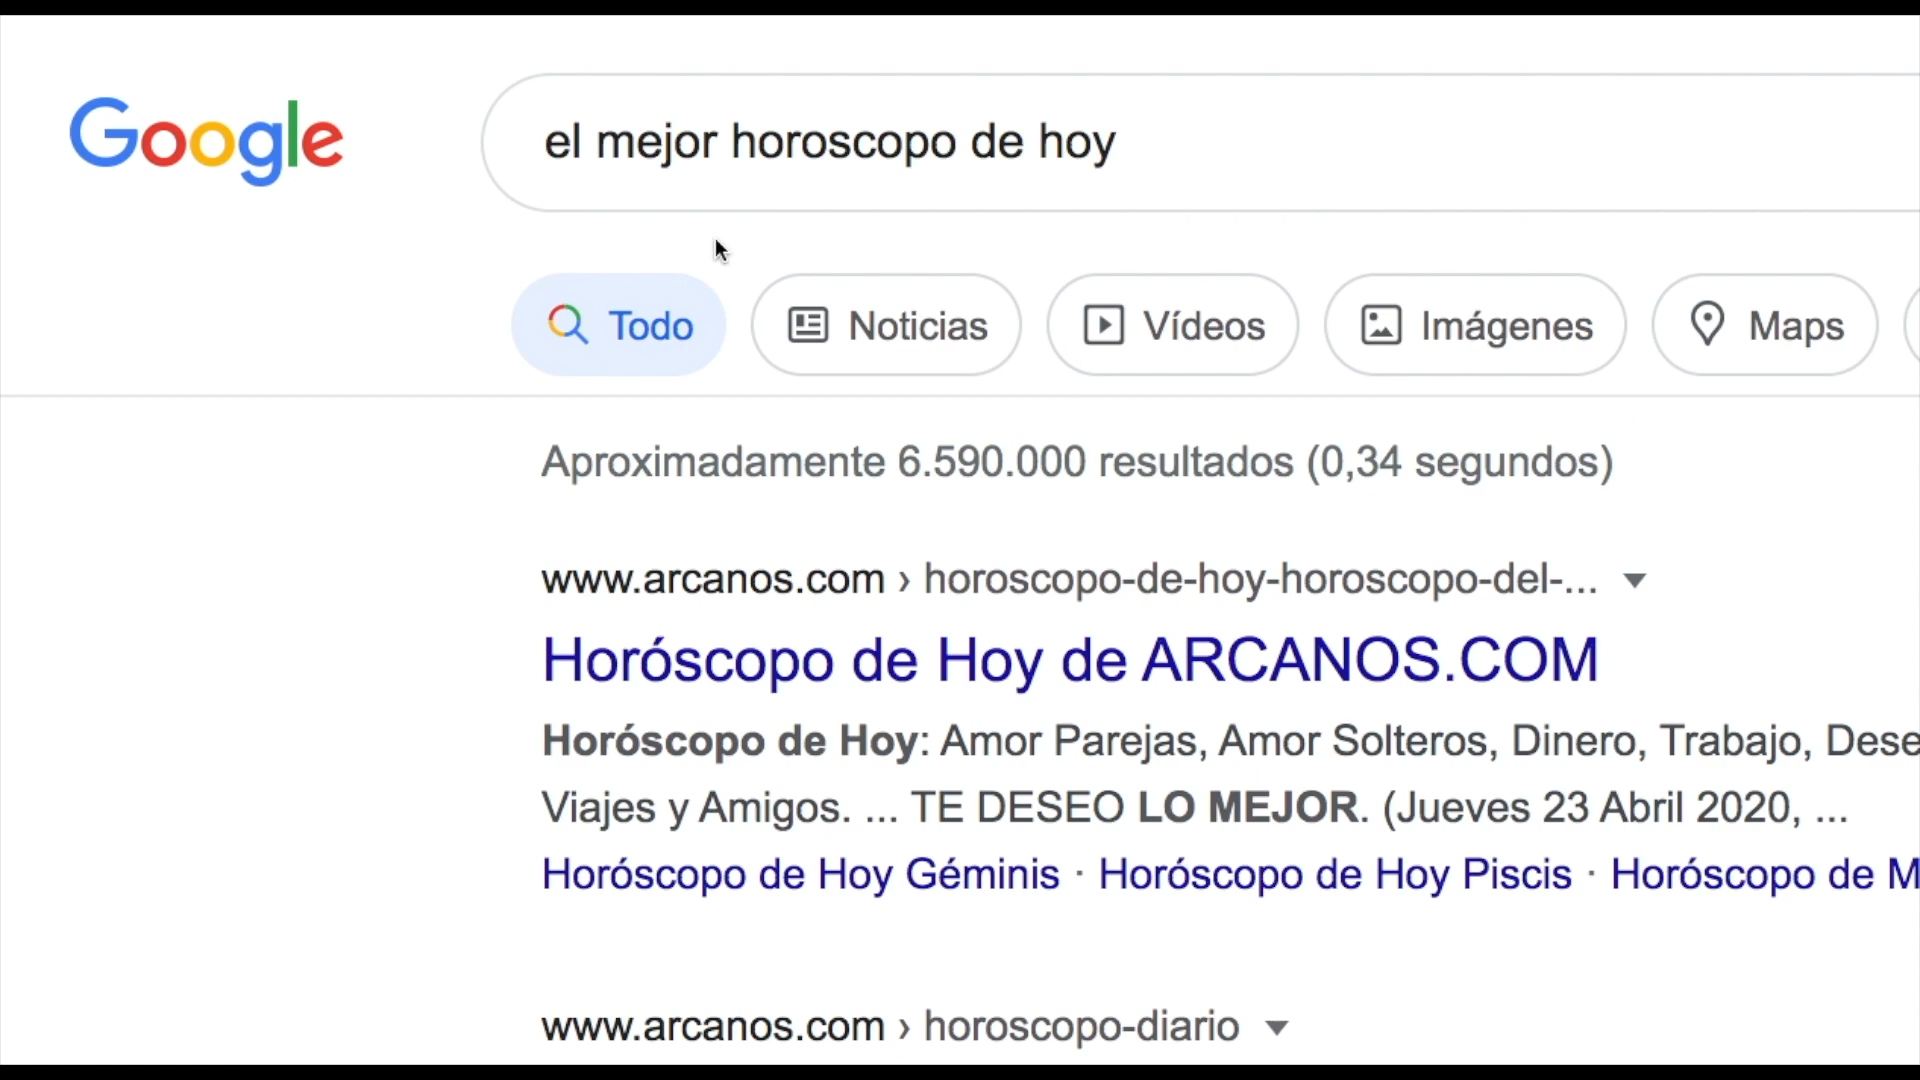 Google
el mejor horoscopo de hoy
Todo Noticias Vídeos Imágenes Maps
Aproximadamente 6.590.000 resultados (0,34 segundos)
www.arcanos.com › horoscopo-de-hoy-horoscopo-del-...
Horóscopo de Hoy de ARCANOS.COM
Horóscopo de Hoy: Amor Parejas, Amor Solteros, Dinero, Trabajo, Dese
Viajes y Amigos. ... TE DESEO LO MEJOR. (Jueves 23 Abril 2020, ...
Horóscopo de Hoy Géminis · Horóscopo de Hoy Piscis · Horóscopo de M
www.arcanos.com › horoscopo-diario